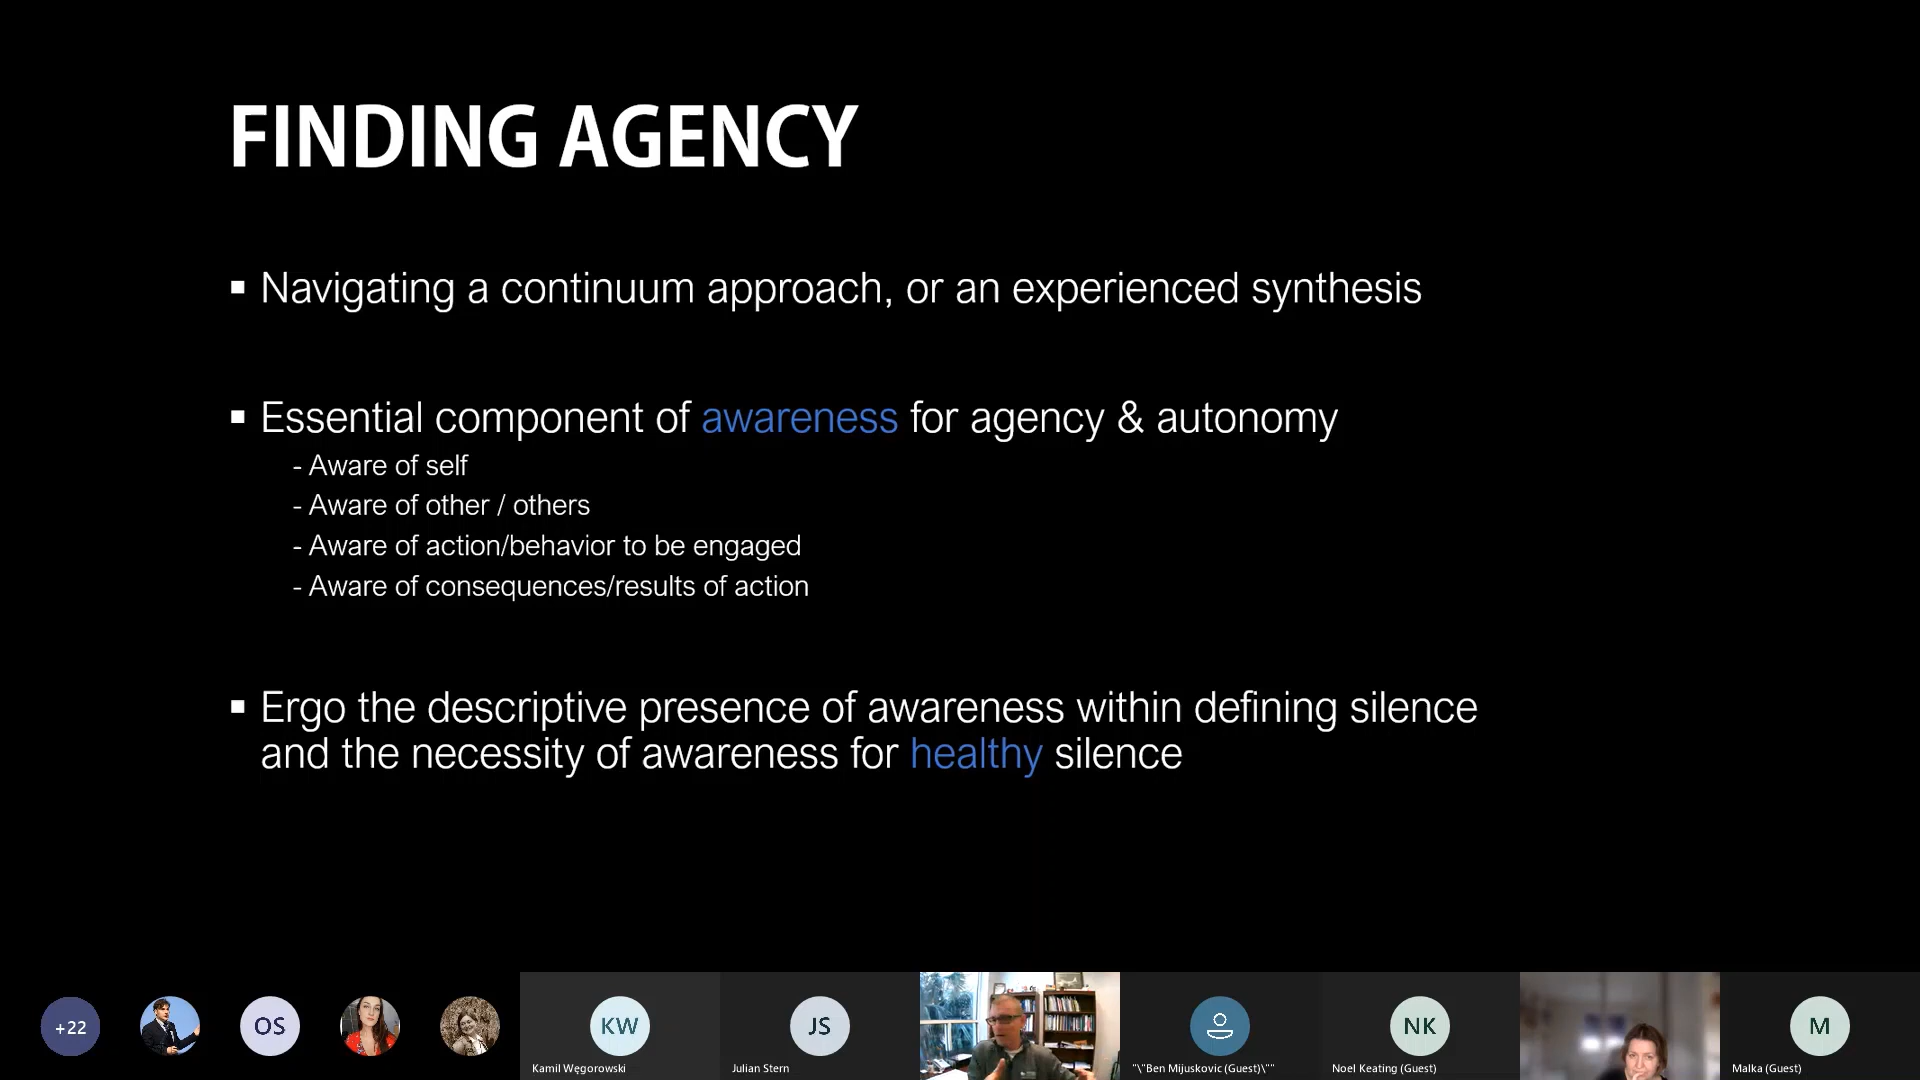 FINDING AGENCY
▪ Navigating a continuum approach, or an experienced synthesis
▪ Essential component of awareness for agency & autonomy
- Aware of self
- Aware of other / others
- Aware of action/behavior to be engaged
- Aware of consequences/results of action
▪ Ergo the descriptive presence of awareness within defining silence
and the necessity of awareness for healthy silence
+22
OS
KW
JS
NK
M
Kamil Węgorowski
Julian Stern
"\"Ben Mijuskovic (Guest)\""
Noel Keating (Guest)
Malka (Guest)